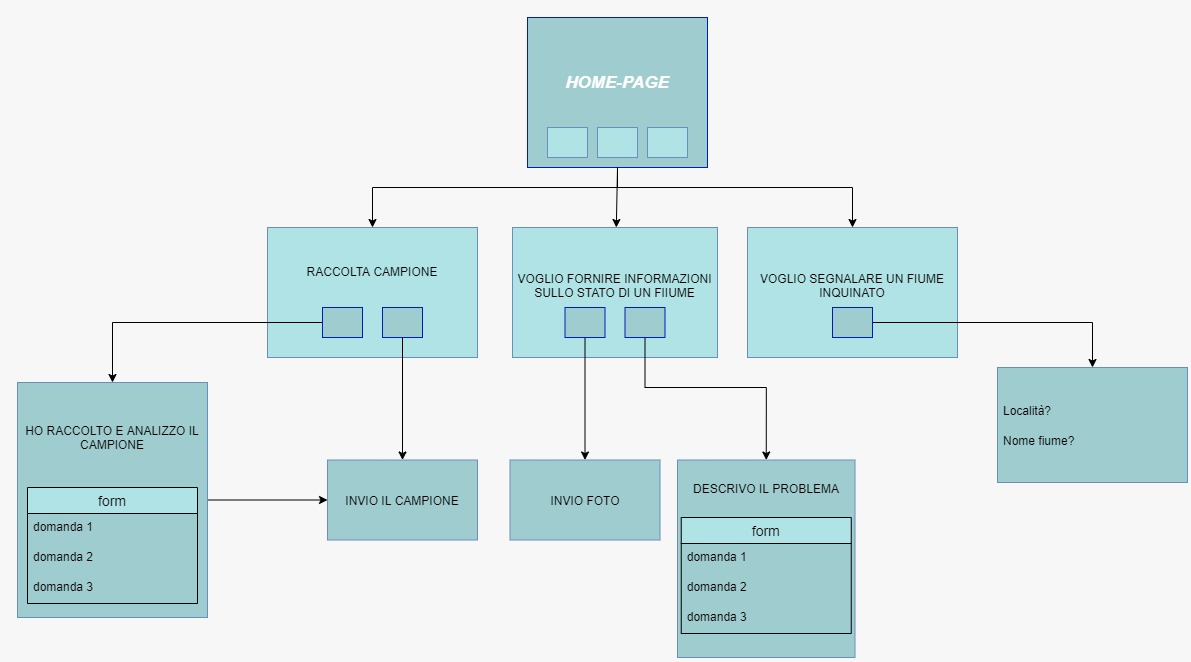 HOME-PAGE
RACCOLTA CAMPIONE
VOGLIO FORNIRE INFORMAZIONI
SULLO STATO DI UN FIIUME
VOGLIO SEGNALARE UN FIUME
INQUINATO
HO RACCOLTO E ANALIZZO IL
CAMPIONE
form
domanda 1
domanda 2
domanda 3
INVIO IL CAMPIONE
INVIO FOTO
DESCRIVO IL PROBLEMA
form
domanda 1
domanda 2
domanda 3
Località?
Nome fiume?